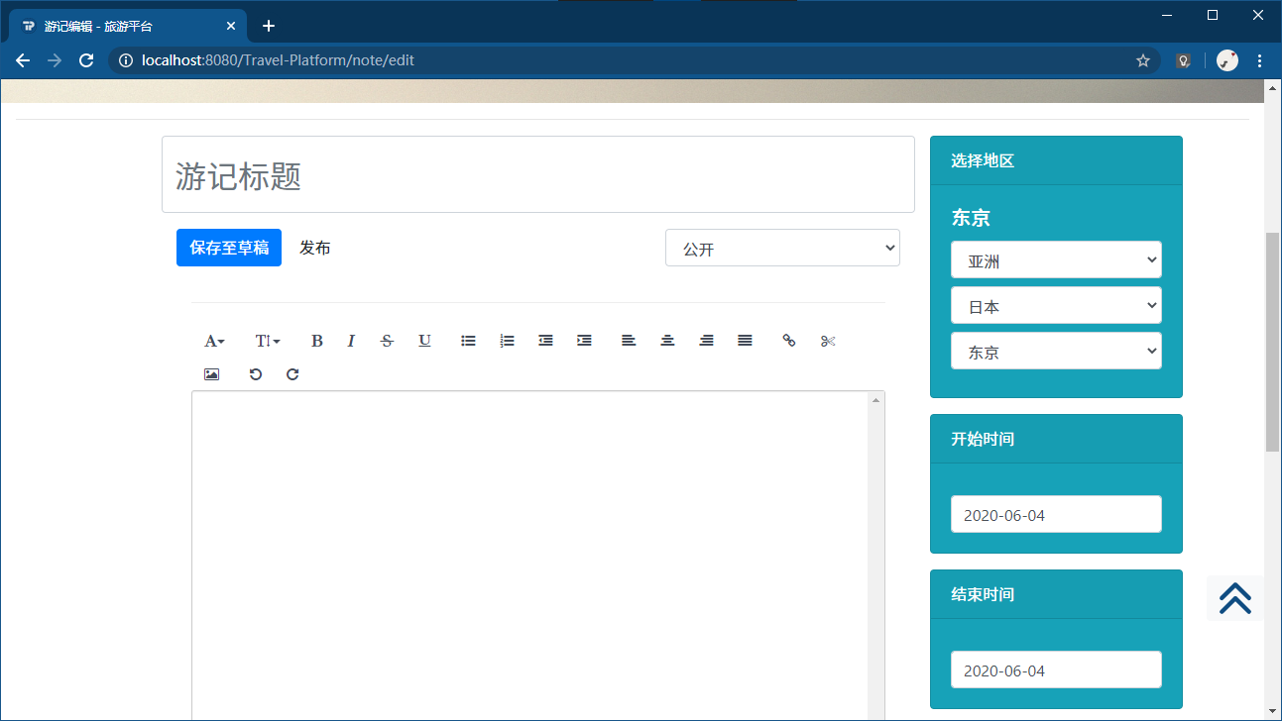 游记编辑 - 旅游平台
localhost:8080/Travel-Platform/note/edit
游记标题
保存至草稿 发布 公开
选择地区
东京
亚洲
日本
东京
开始时间
2020-06-04
结束时间
2020-06-04